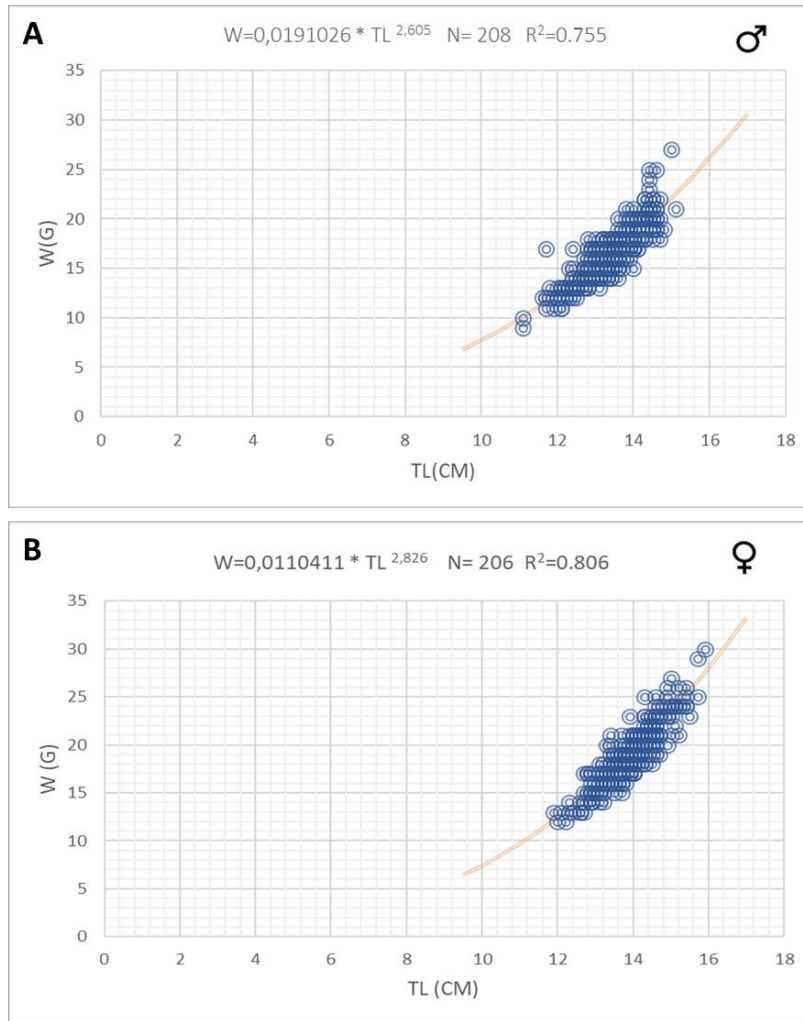 A
W=0,0191026 * TL 2,605 N= 208 R2=0.755
♂
35
30
25
20
15
10
5
0
W(G)
0 2 4 6 8 10 12 14 16 18
TL(CM)
B
W=0,0110411 * TL 2,826 N= 206 R2=0.806
♀
35
30
25
20
15
10
5
0
W (G)
0 2 4 6 8 10 12 14 16 18
TL (CM)